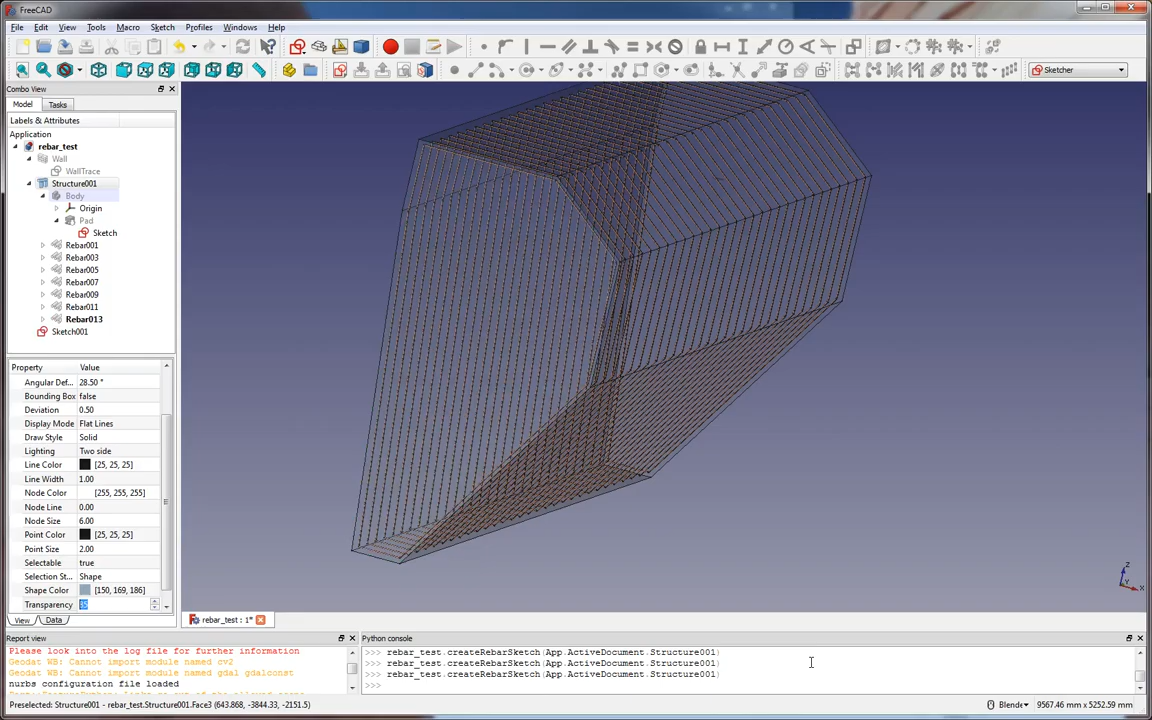 FreeCAD
File Edit View Tools Macro Sketch Profiles Windows Help
Sketcher
Combo View
Model Tasks
Labels & Attributes
Application
rebar_test
Wall
WallTrace
Structure001
Body
Origin
Pad
Sketch
Rebar001
Rebar003
Rebar005
Rebar007
Rebar009
Rebar011
Rebar013
Sketch001
Property Value
Angular Def... 28.50 °
Bounding Box false
Deviation 0.50
Display Mode Flat Lines
Draw Style Solid
Lighting Two side
Line Color [25, 25, 25]
Line Width 1.00
Node Color [255, 255, 255]
Node Line 0.00
Node Size 6.00
Point Color [25, 25, 25]
Point Size 2.00
Selectable true
Selection St... Shape
Shape Color [150, 169, 186]
Transparency
View Data
rebar_test : 1*
Z
Y
X
Report view
Please look into the log file for further information
Geodat WB: Cannot import module named cv2
Geodat WB: Cannot import module named gdal gdalconst
nurbs configuration file loaded
Python console
>>> rebar_test.createRebarSketch(App.ActiveDocument.Structure001)
>>> rebar_test.createRebarSketch(App.ActiveDocument.Structure001)
>>> rebar_test.createRebarSketch(App.ActiveDocument.Structure001)
>>>
Preselected: Structure001 - rebar_test.Structure001.Face3 (643.868, -3844.33, -2151.5)
Blender
9567.46 mm x 5252.59 mm